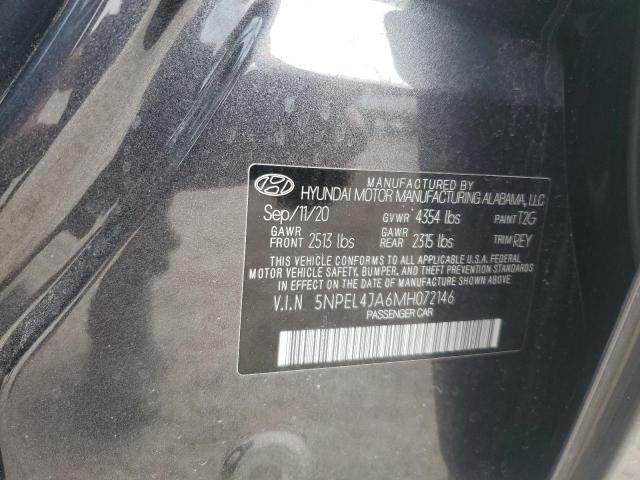 MANUFACTURED BY
HYUNDAI MOTOR MANUFACTURING ALABAMA, LLC
Sep/11/20 GVWR 4354 lbs PAINT T2G
GAWR FRONT 2513 lbs GAWR REAR 2315 lbs TRIM REY
THIS VEHICLE CONFORMS TO ALL APPLICABLE U.S.A. FEDERAL
MOTOR VEHICLE SAFETY, BUMPER, AND THEFT PREVENTION STANDARDS
IN EFFECT ON THE DATE OF MANUFACTURE SHOWN ABOVE.
V.I.N 5NPEL4JA6MH072146
PASSENGER CAR